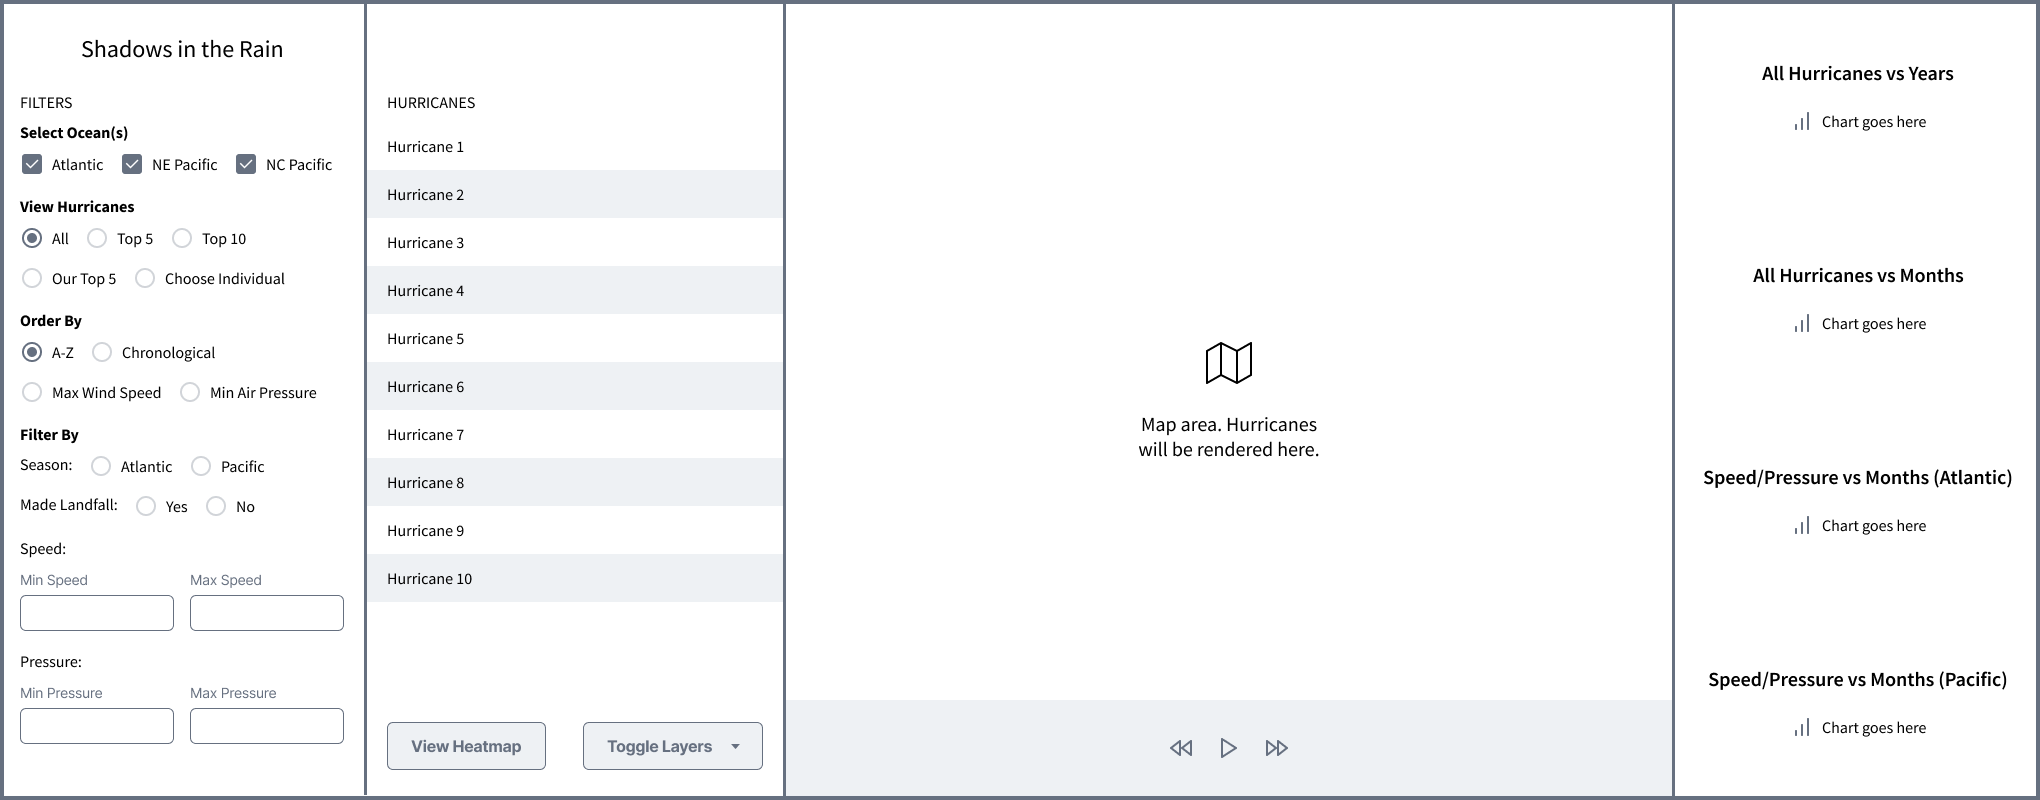 Shadows in the Rain
FILTERS
Select Ocean(s)
Atlantic NE Pacific NC Pacific
View Hurricanes
All Top 5 Top 10
Our Top 5 Choose Individual
Order By
A-Z Chronological
Max Wind Speed Min Air Pressure
Filter By
Season: Atlantic Pacific
Made Landfall: Yes No
Speed:
Min Speed Max Speed
Pressure:
Min Pressure Max Pressure
HURRICANES
Hurricane 1
Hurricane 2
Hurricane 3
Hurricane 4
Hurricane 5
Hurricane 6
Hurricane 7
Hurricane 8
Hurricane 9
Hurricane 10
View Heatmap Toggle Layers
Map area. Hurricanes
will be rendered here.
All Hurricanes vs Years
Chart goes here
All Hurricanes vs Months
Chart goes here
Speed/Pressure vs Months (Atlantic)
Chart goes here
Speed/Pressure vs Months (Pacific)
Chart goes here